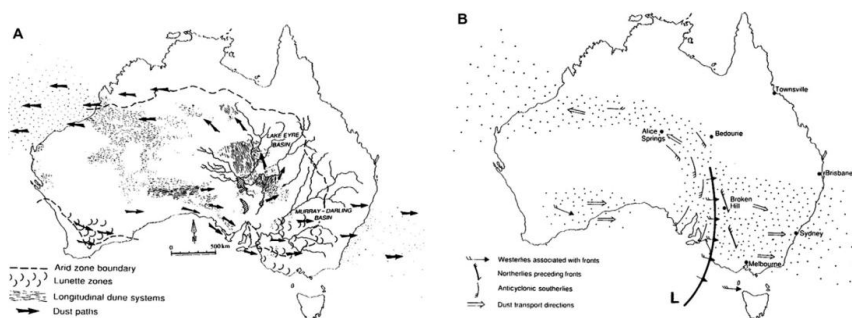 A
LAKE EYRE
BASIN
MURRAY-DARLING
BASIN
0 500 km
Arid zone boundary
Lunette zones
Longitudinal dune systems
Dust paths
B
Townsville
Alice
Springs
Bedourie
Brisbane
Broken
Hill
Sydney
Melbourne
L
Westerlies associated with fronts
Northerlies preceding fronts
Anticyclonic southerlies
Dust transport directions